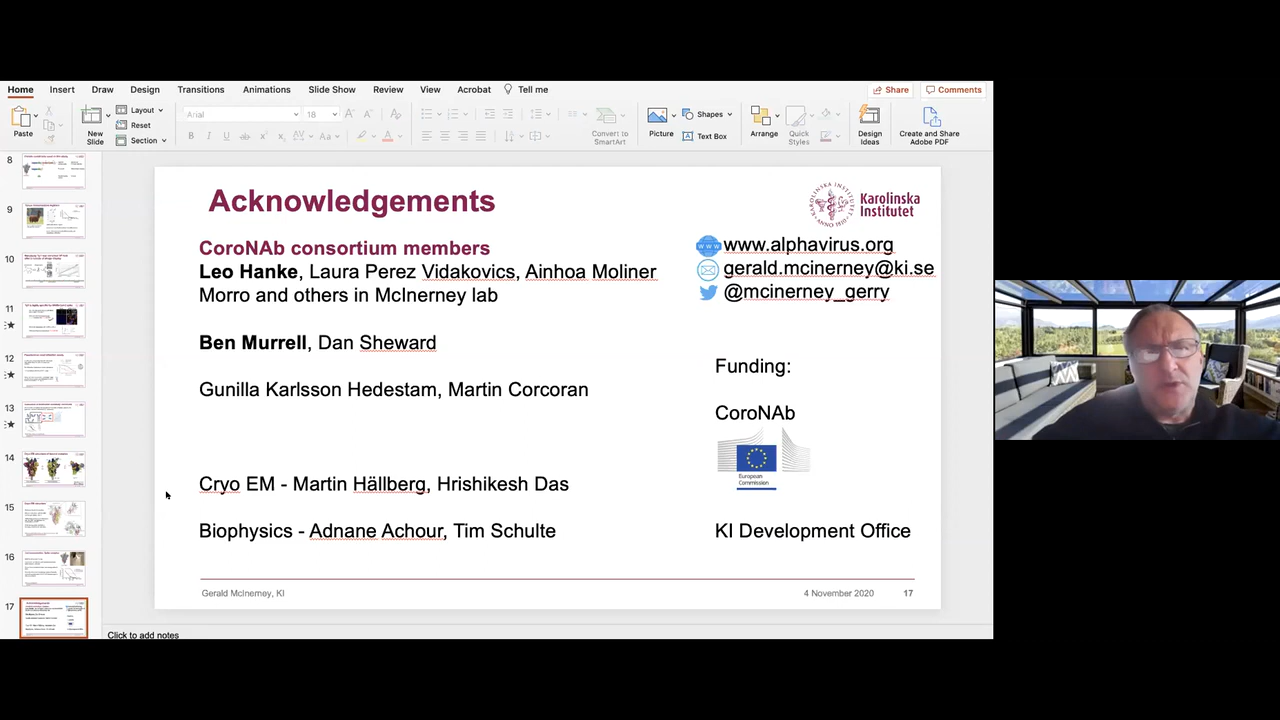 Home Insert Draw Design Transitions Animations Slide Show Review View Acrobat Tell me Share Comments
Paste
New Slide
Layout
Reset
Section
Arial 18
Convert to SmartArt
Picture
Shapes
Text Box
Arrange
Quick Styles
Design Ideas
Create and Share Adobe PDF
8
9
10
11
12
13
14
15
16
17
Acknowledgements
Karolinska
Institutet
CoroNAb consortium members
Leo Hanke, Laura Perez Vidakovics, Ainhoa Moliner
Morro and others in McInerney lab
Ben Murrell, Dan Sheward
Gunilla Karlsson Hedestam, Martin Corcoran
Cryo EM - Martin Hällberg, Hrishikesh Das
Biophysics - Adnane Achour, Tim Schulte
www.alphavirus.org
gerald.mcinerney@ki.se
@mcinerney_gerry
Funding:
CoroNAb
European
Commission
KI Development Office
Gerald McInerney, KI
4 November 2020
17
Click to add notes